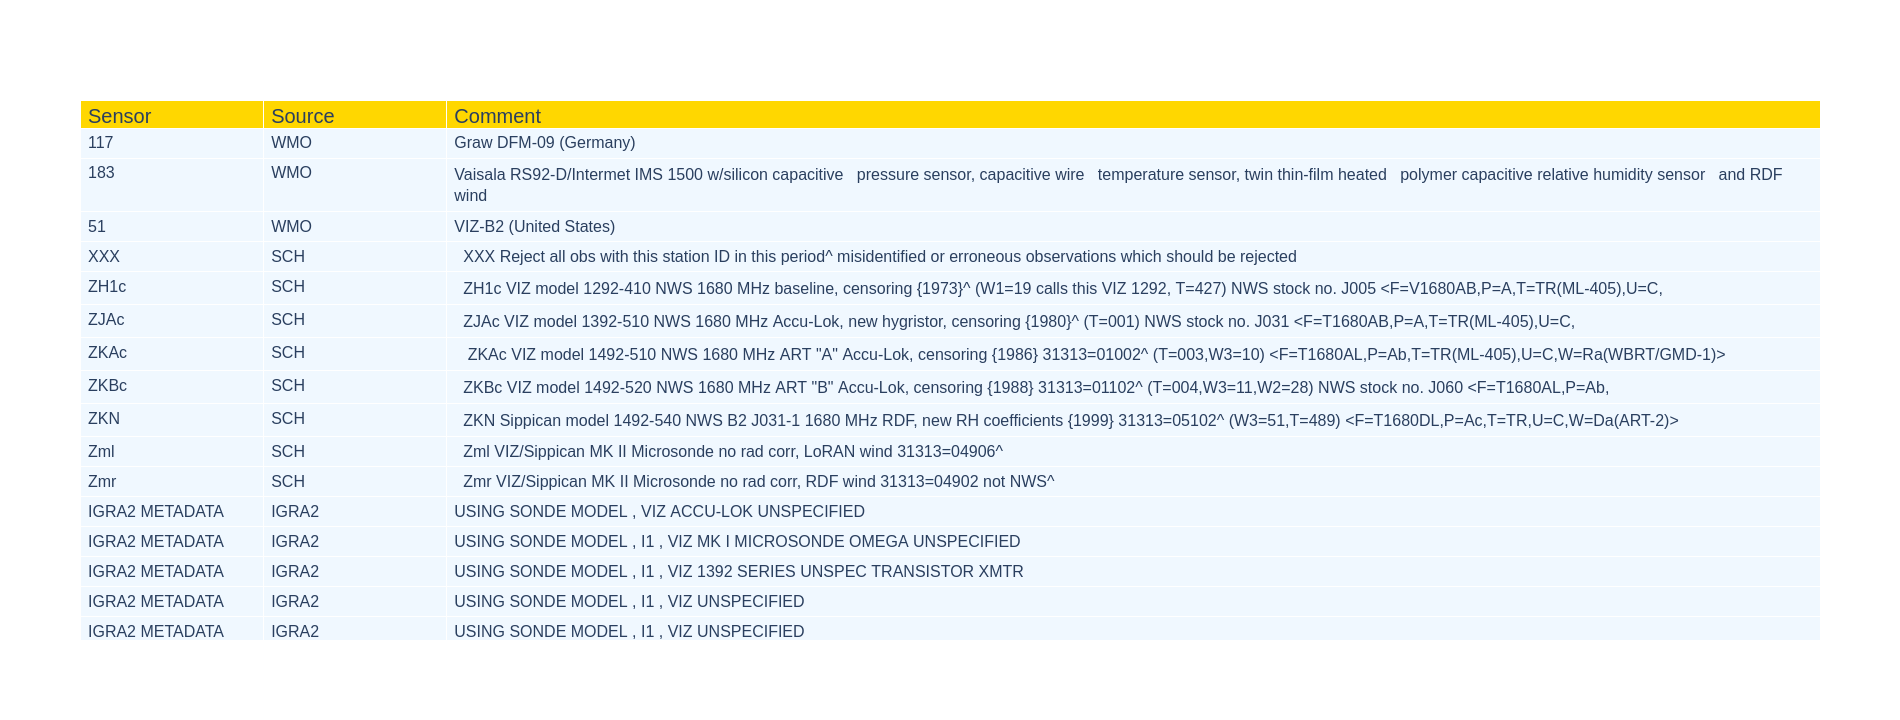 Sensor Source Comment
117 WMO Graw DFM-09 (Germany)
183 WMO Vaisala RS92-D/Intermet IMS 1500 w/silicon capacitive pressure sensor, capacitive wire temperature sensor, twin thin-film heated polymer capacitive relative humidity sensor and RDF
wind
51 WMO VIZ-B2 (United States)
XXX SCH XXX Reject all obs with this station ID in this period^ misidentified or erroneous observations which should be rejected
ZH1c SCH ZH1c VIZ model 1292-410 NWS 1680 MHz baseline, censoring {1973}^ (W1=19 calls this VIZ 1292, T=427) NWS stock no. J005 <F=V1680AB,P=A,T=TR(ML-405),U=C,
ZJAc SCH ZJAc VIZ model 1392-510 NWS 1680 MHz Accu-Lok, new hygristor, censoring {1980}^ (T=001) NWS stock no. J031 <F=T1680AB,P=A,T=TR(ML-405),U=C,
ZKAc SCH ZKAc VIZ model 1492-510 NWS 1680 MHz ART "A" Accu-Lok, censoring {1986} 31313=01002^ (T=003,W3=10) <F=T1680AL,P=Ab,T=TR(ML-405),U=C,W=Ra(WBRT/GMD-1)>
ZKBc SCH ZKBc VIZ model 1492-520 NWS 1680 MHz ART "B" Accu-Lok, censoring {1988} 31313=01102^ (T=004,W3=11,W2=28) NWS stock no. J060 <F=T1680AL,P=Ab,
ZKN SCH ZKN Sippican model 1492-540 NWS B2 J031-1 1680 MHz RDF, new RH coefficients {1999} 31313=05102^ (W3=51,T=489) <F=T1680DL,P=Ac,T=TR,U=C,W=Da(ART-2)>
Zml SCH Zml VIZ/Sippican MK II Microsonde no rad corr, LoRAN wind 31313=04906^
Zmr SCH Zmr VIZ/Sippican MK II Microsonde no rad corr, RDF wind 31313=04902 not NWS^
IGRA2 METADATA IGRA2 USING SONDE MODEL , VIZ ACCU-LOK UNSPECIFIED
IGRA2 METADATA IGRA2 USING SONDE MODEL , I1 , VIZ MK I MICROSONDE OMEGA UNSPECIFIED
IGRA2 METADATA IGRA2 USING SONDE MODEL , I1 , VIZ 1392 SERIES UNSPEC TRANSISTOR XMTR
IGRA2 METADATA IGRA2 USING SONDE MODEL , I1 , VIZ UNSPECIFIED
IGRA2 METADATA IGRA2 USING SONDE MODEL , I1 , VIZ UNSPECIFIED